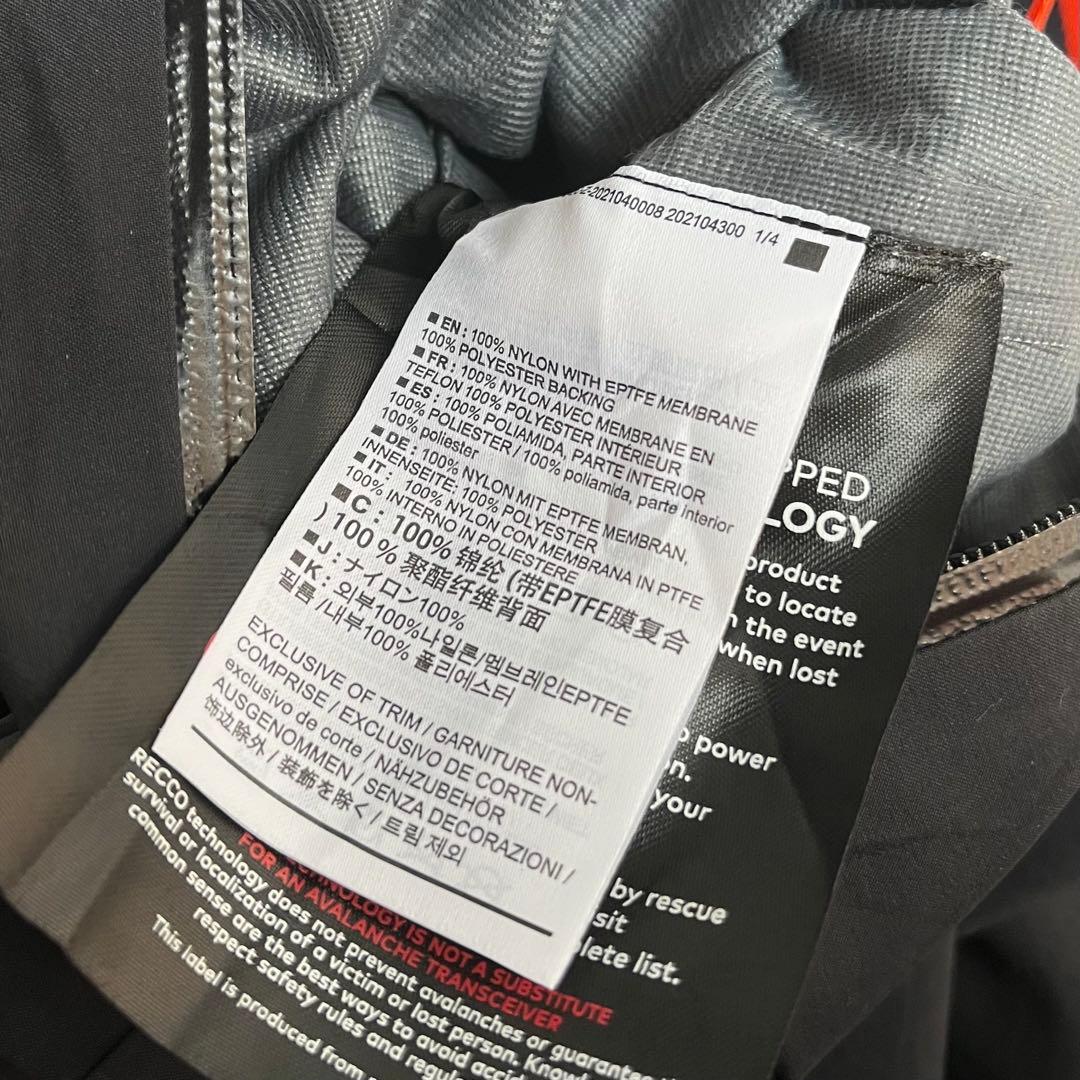 -2021040008 202104300 1/4
■ EN : 100% NYLON WITH EPTFE MEMBRANE
100% POLYESTER BACKING
■ FR : 100% NYLON AVEC MEMBRANE EN
TEFLON 100% POLYESTER INTÉRIEUR
■ ES : 100% POLIAMIDA, PARTE INTERIOR
100% POLIESTER / 100% poliamida, parte interior
100% poliester
■ DE : 100% NYLON MIT EPTFE MEMBRAN,
INNENSEITE: 100% POLYESTER
■ IT : 100% NYLON CON MEMBRANA IN PTFE
100% INTERNO IN POLIESTERE
■ C : 100% 锦纶 (带EPTFE膜复合
) 100 % 聚酯纤维背面
■ J : ナイロン100%
■ K : 외부100%나일론/멤브레인EPTFE
필름 /내부100% 폴리에스터
EXCLUSIVE OF TRIM / GARNITURE NON-
COMPRISE / EXCLUSIVO DE CORTE /
exclusivo de corte / NÄHZUBEHÖR
AUSGENOMMEN / SENZA DECORAZIONI /
饰边除外 / 装飾を除く / 트림 제외
PPED
LOGY
product
to locate
n the event
when lost
power
n.
your
by rescue
sit
plete list.
TECHNOLOGY IS NOT A SUBSTITUTE
FOR AN AVALANCHE TRANSCEIVER
RECCO technology does not prevent avalanches or guarantee the
survival or localization of a victim or lost person. Know
common sense are the best ways to avoid accid
respect safety rules and regu
This label is produced from